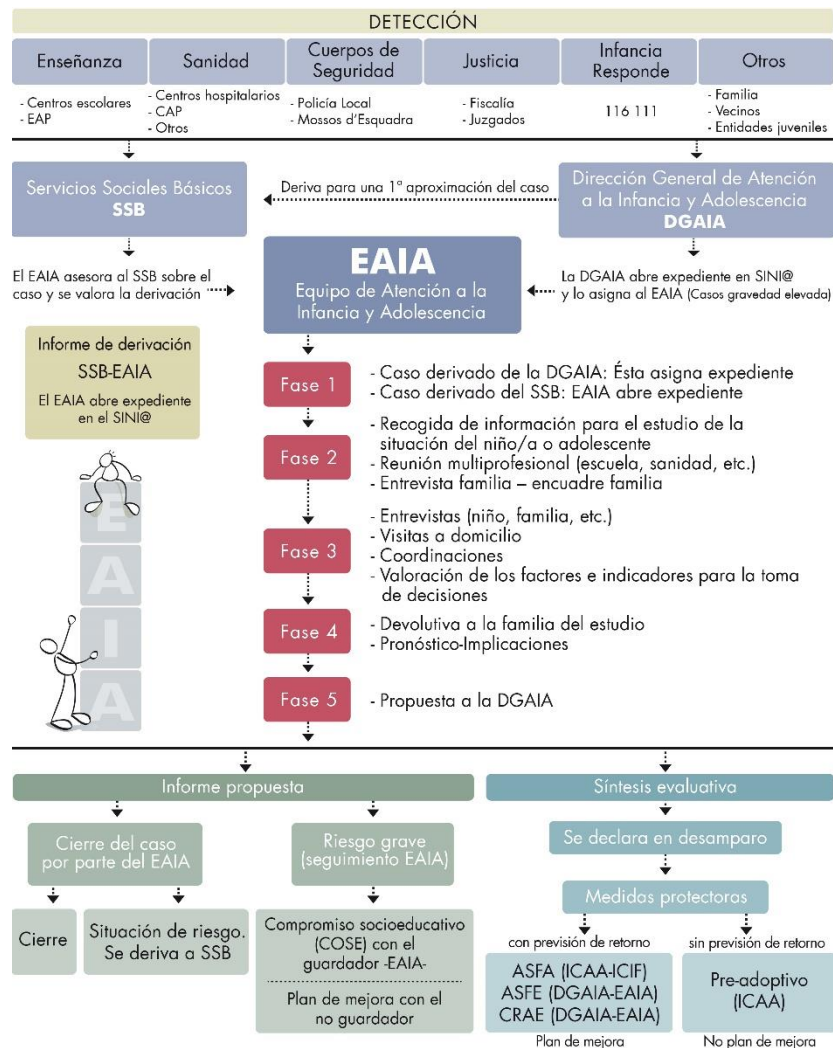 DETECCIÓN
Enseñanza
- Centros escolares
- EAP
Sanidad
- Centros hospitalarios
- CAP
- Otros
Cuerpos de
Seguridad
- Policía Local
- Mossos d'Esquadra
Justicia
- Fiscalía
- Juzgados
Infancia
Responde
116 111
Otros
- Familia
- Vecinos
- Entidades juveniles
Servicios Sociales Básicos
SSB
Deriva para una 1ª aproximación del caso
Dirección General de Atención
a la Infancia y Adolescencia
DGAIA
El EAIA asesora al SSB sobre el
caso y se valora la derivación
EAIA
Equipo de Atención a la
Infancia y Adolescencia
La DGAIA abre expediente en SINI@
y lo asigna al EAIA (Casos gravedad elevada)
Informe de derivación
SSB-EAIA
El EAIA abre expediente
en el SINI@
Fase 1
- Caso derivado de la DGAIA: Ésta asigna expediente
- Caso derivado del SSB: EAIA abre expediente
Fase 2
- Recogida de información para el estudio de la
situación del niño/a o adolescente
- Reunión multiprofesional (escuela, sanidad, etc.)
- Entrevista familia – encuadre familia
Fase 3
- Entrevistas (niño, familia, etc.)
- Visitas a domicilio
- Coordinaciones
- Valoración de los factores e indicadores para la toma
de decisiones
Fase 4
- Devolutiva a la familia del estudio
- Pronóstico-Implicaciones
Fase 5
- Propuesta a la DGAIA
E
A
I
A
Informe propuesta
Cierre del caso
por parte del EAIA
Riesgo grave
(seguimiento EAIA)
Cierre
Situación de riesgo.
Se deriva a SSB
Compromiso socioeducativo
(COSE) con el
guardador -EAIA-
Plan de mejora con el
no guardador
Síntesis evaluativa
Se declara en desamparo
Medidas protectoras
con previsión de retorno
ASFA (ICAA-ICIF)
ASFE (DGAIA-EAIA)
CRAE (DGAIA-EAIA)
Plan de mejora
sin previsión de retorno
Pre-adoptivo
(ICAA)
No plan de mejora